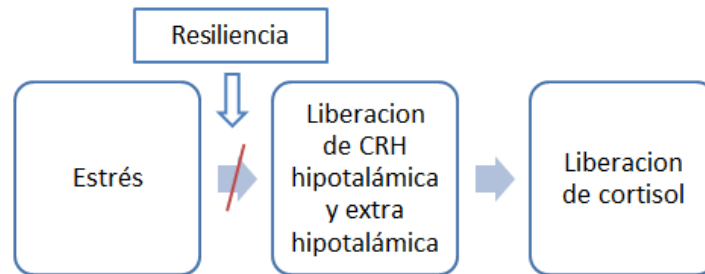 Resiliencia
Estrés
Liberacion
de CRH
hipotalámica
y extra
hipotalámica
Liberacion
de cortisol